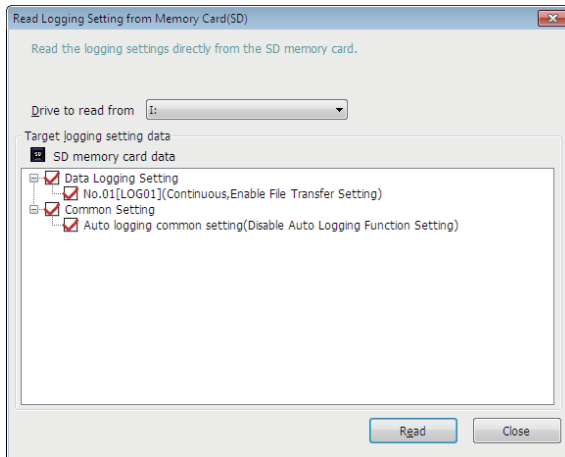 Read Logging Setting from Memory Card(SD)
Read the logging settings directly from the SD memory card.
Drive to read from I:
Target logging setting data
SD memory card data
Data Logging Setting
No.01[LOG01](Continuous,Enable File Transfer Setting)
Common Setting
Auto logging common setting(Disable Auto Logging Function Setting)
Read Close